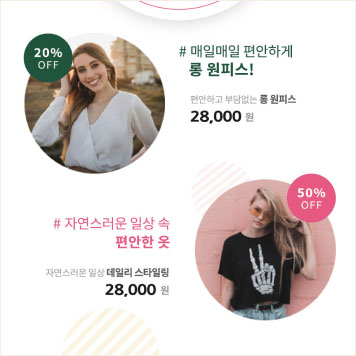 20%
OFF
# 매일매일 편안하게
롱 원피스!
편안하고 부담없는 롱 원피스
28,000 원
50%
OFF
# 자연스러운 일상 속
편안한 옷
자연스러운 일상 데일리 스타일링
28,000 원